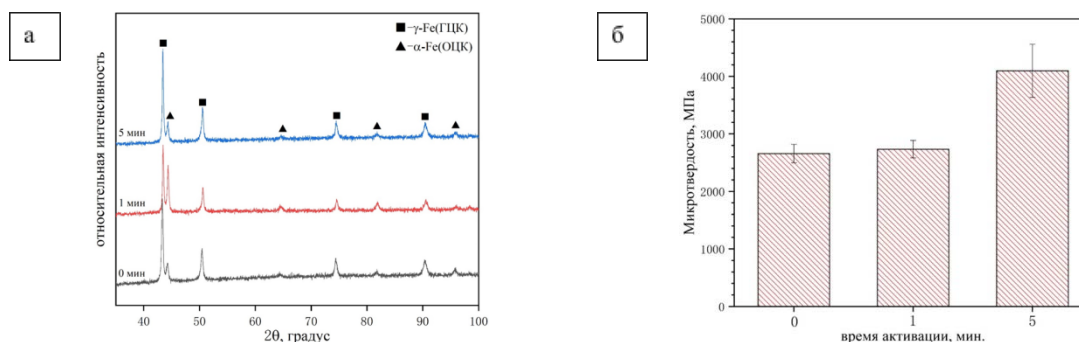 а
-γ-Fe(ГЦК)
-α-Fe(ОЦК)
относительная интенсивность
5 мин
1 мин
0 мин
40 50 60 70 80 90 100
2θ, градус
б
Микротвердость, МПа
5000
4000
3000
2000
1000
0
0 1 5
время активации, мин.